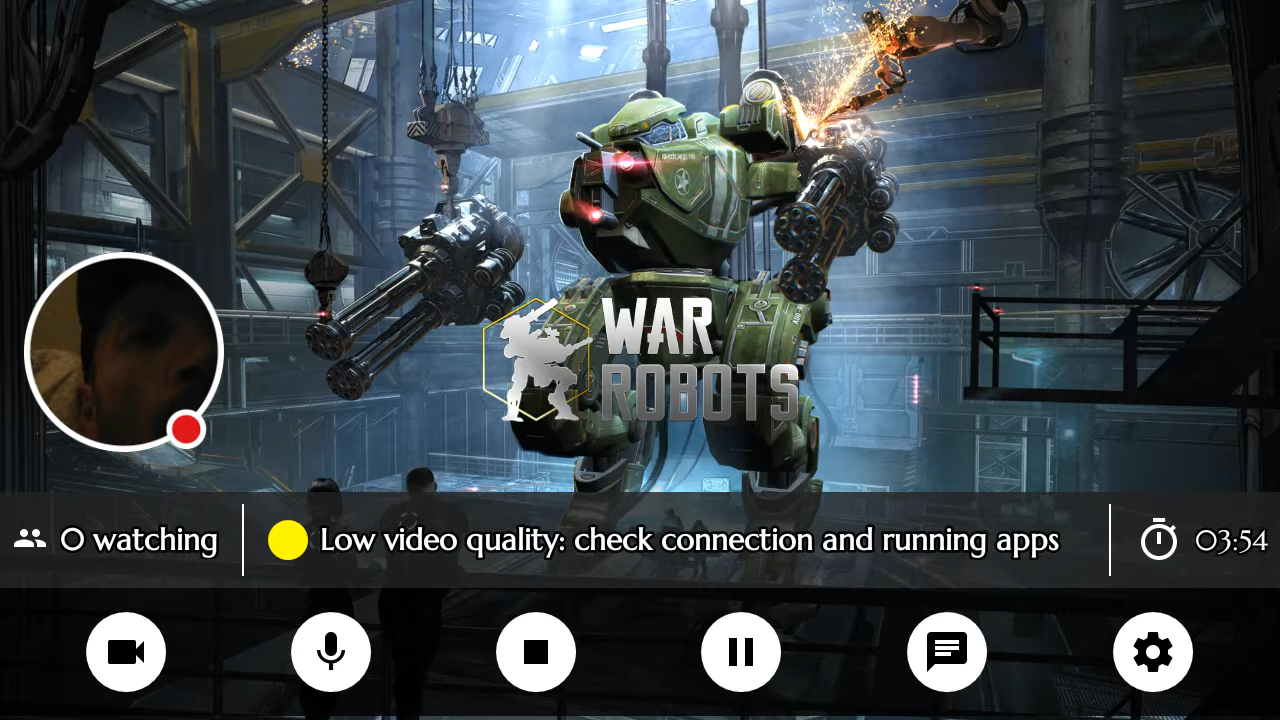 WAR
ROBOTS
0 watching
Low video quality: check connection and running apps
03:54